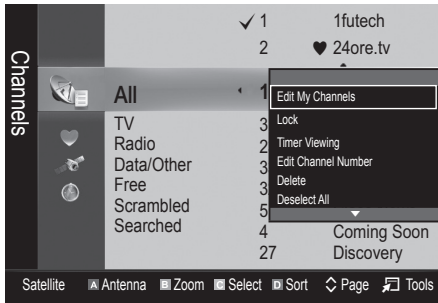 Channels
✓ 1 1futech
2 ♥ 24ore.tv
All 1
TV 3
Radio 2
Data/Other 3
Free 3
Scrambled 5
Searched 4 Coming Soon
27 Discovery
Edit My Channels
Lock
Timer Viewing
Edit Channel Number
Delete
Deselect All
Satellite A Antenna B Zoom C Select D Sort Page Tools